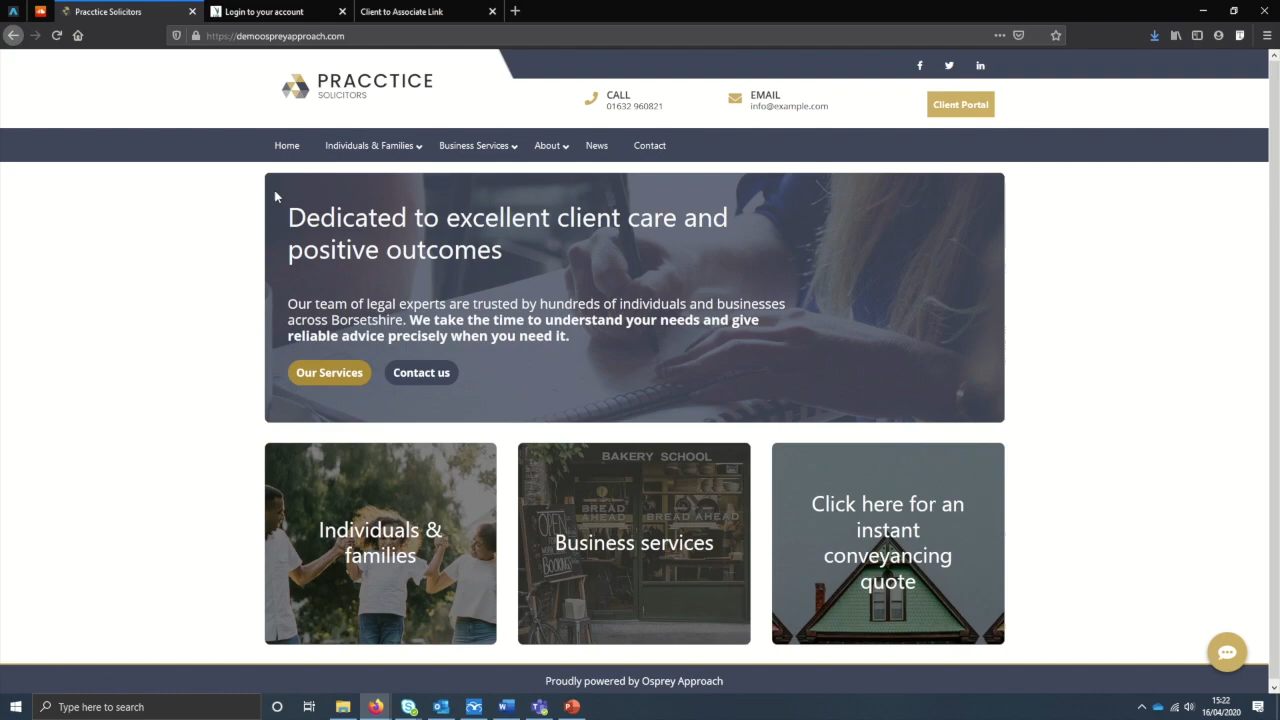 Pracctice Solicitors
Login to your account
Client to Associate Link
https://demoospreyapproach.com
PRACCTICE
SOLICITORS
CALL
01632 960821
EMAIL
info@example.com
Client Portal
Home
Individuals & Families
Business Services
About
News
Contact
Dedicated to excellent client care and
positive outcomes
Our team of legal experts are trusted by hundreds of individuals and businesses
across Borsetshire. We take the time to understand your needs and give
reliable advice precisely when you need it.
Our Services
Contact us
Individuals &
families
BAKERY SCHOOL
BREAD
AHEAD
BREAD AHEAD
OPEN
Business services
Click here for an
instant
conveyancing
quote
Proudly powered by Osprey Approach
Type here to search
15:22
16/04/2020